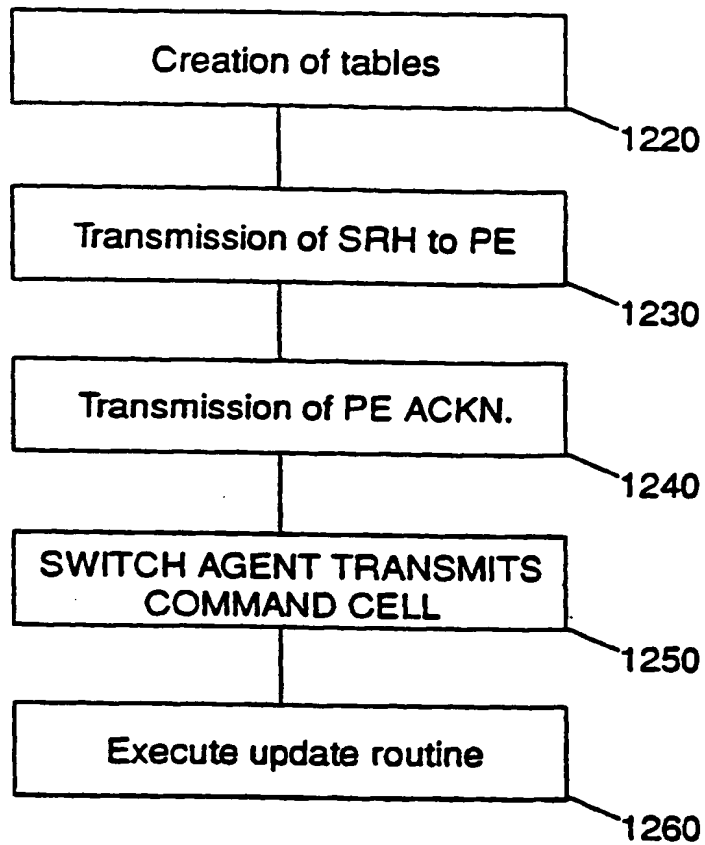 Creation of tables
1220
Transmission of SRH to PE
1230
Transmission of PE ACKN.
1240
SWITCH AGENT TRANSMITS
COMMAND CELL
1250
Execute update routine
1260